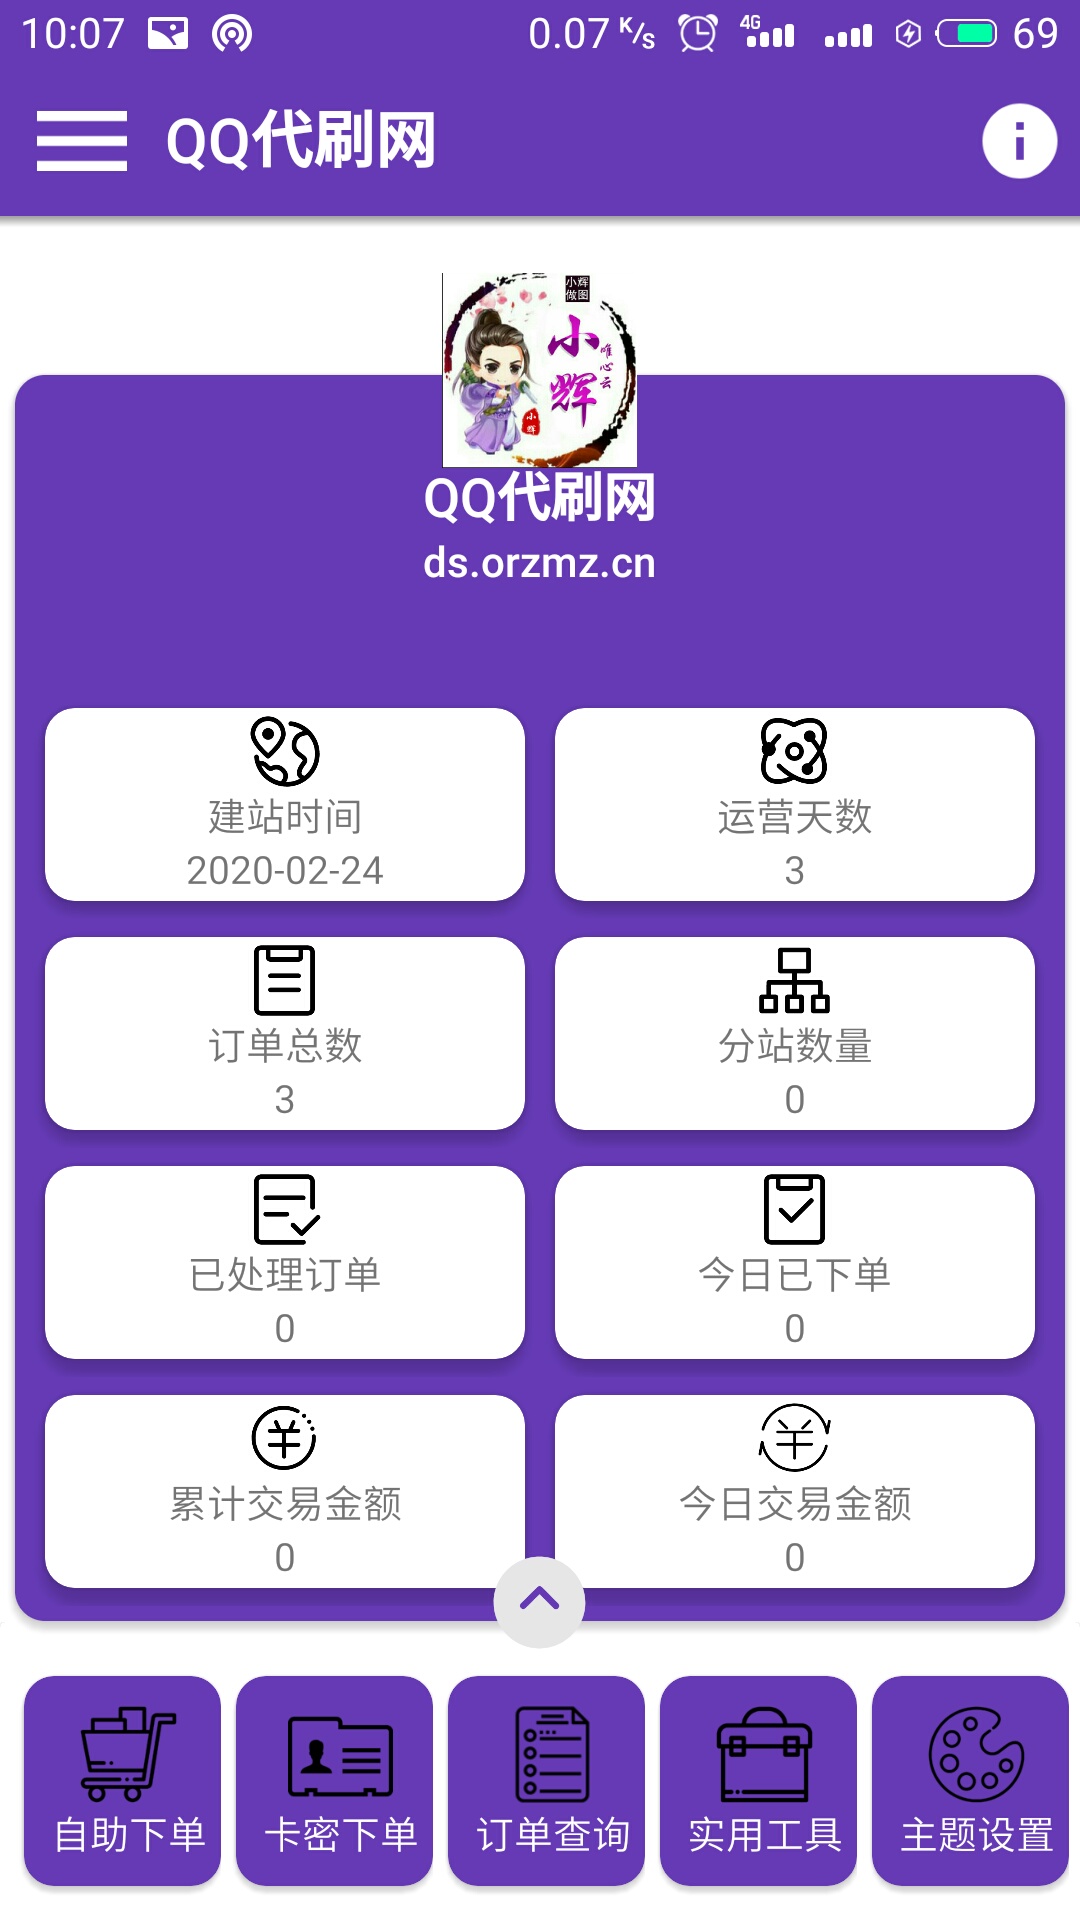 10:07 0.07 K/s 4G 69
QQ代刷网
小辉
做图
小辉
唯心云
小辉
QQ代刷网
ds.orzmz.cn
建站时间
2020-02-24
运营天数
3
订单总数
3
分站数量
0
已处理订单
0
今日已下单
0
累计交易金额
0
今日交易金额
0
自助下单
卡密下单
订单查询
实用工具
主题设置